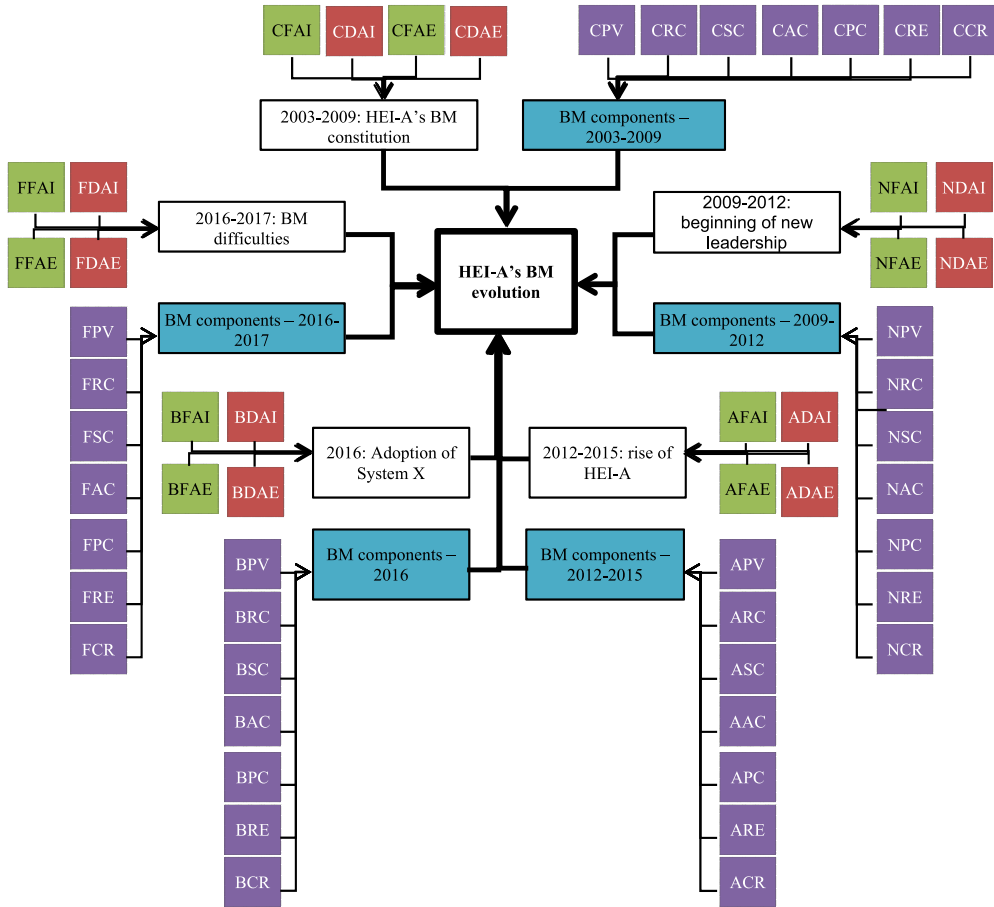 CFAI
CDAI
CFAE
CDAE
CPV
CRC
CSC
CAC
CPC
CRE
CCR
2003-2009: HEI-A's BM
constitution
BM components –
2003-2009
FFAI
FDAI
FFAE
FDAE
2016-2017: BM
difficulties
2009-2012:
beginning of new
leadership
NFAI
NDAI
NFAE
NDAE
HEI-A's BM
evolution
BM components – 2016-
2017
BM components – 2009-
2012
FPV
FRC
FSC
FAC
FPC
FRE
FCR
NPV
NRC
NSC
NAC
NPC
NRE
NCR
BFAI
BDAI
BFAE
BDAE
2016: Adoption of
System X
2012-2015: rise of
HEI-A
AFAI
ADAI
AFAE
ADAE
BM components –
2016
BM components –
2012-2015
BPV
BRC
BSC
BAC
BPC
BRE
BCR
APV
ARC
ASC
AAC
APC
ARE
ACR